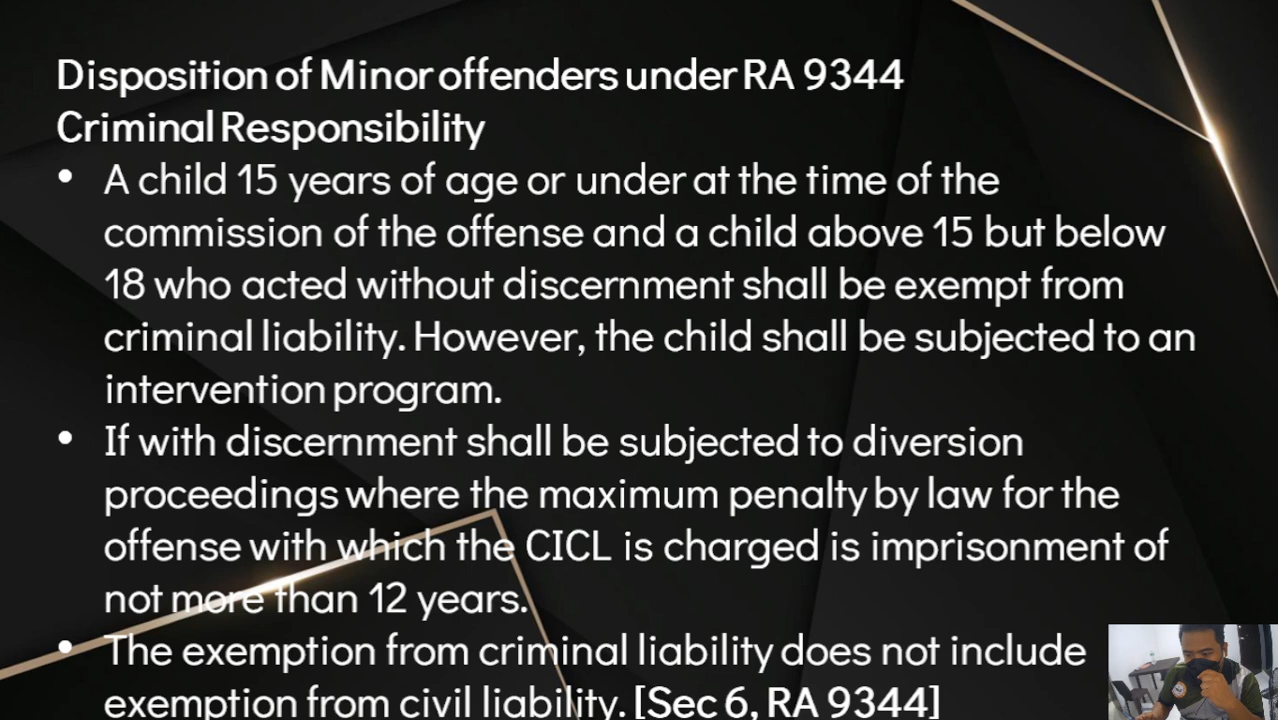 Disposition of Minor offenders under RA 9344
Criminal Responsibility
• A child 15 years of age or under at the time of the
commission of the offense and a child above 15 but below
18 who acted without discernment shall be exempt from
criminal liability. However, the child shall be subjected to an
intervention program.
• If with discernment shall be subjected to diversion
proceedings where the maximum penalty by law for the
offense with which the CICL is charged is imprisonment of
not more than 12 years.
• The exemption from criminal liability does not include
exemption from civil liability. [Sec 6, RA 9344]